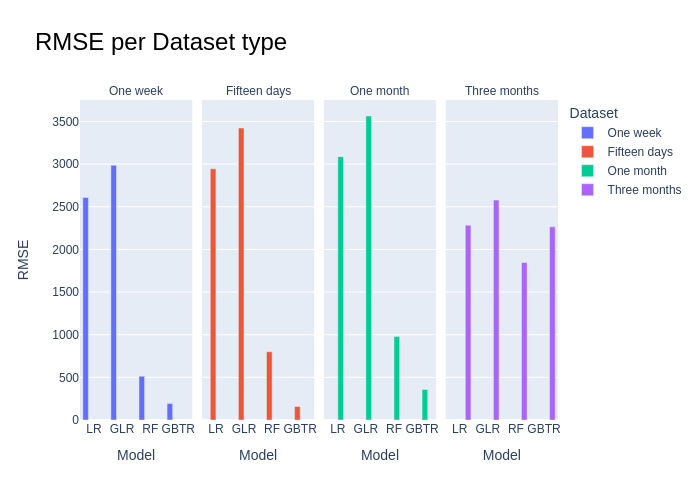 RMSE per Dataset type
One week
Fifteen days
One month
Three months
Dataset
One week
Fifteen days
One month
Three months
RMSE
3500
3000
2500
2000
1500
1000
500
0
LR GLR RF GBTR
LR GLR RF GBTR
LR GLR RF GBTR
LR GLR RF GBTR
Model
Model
Model
Model